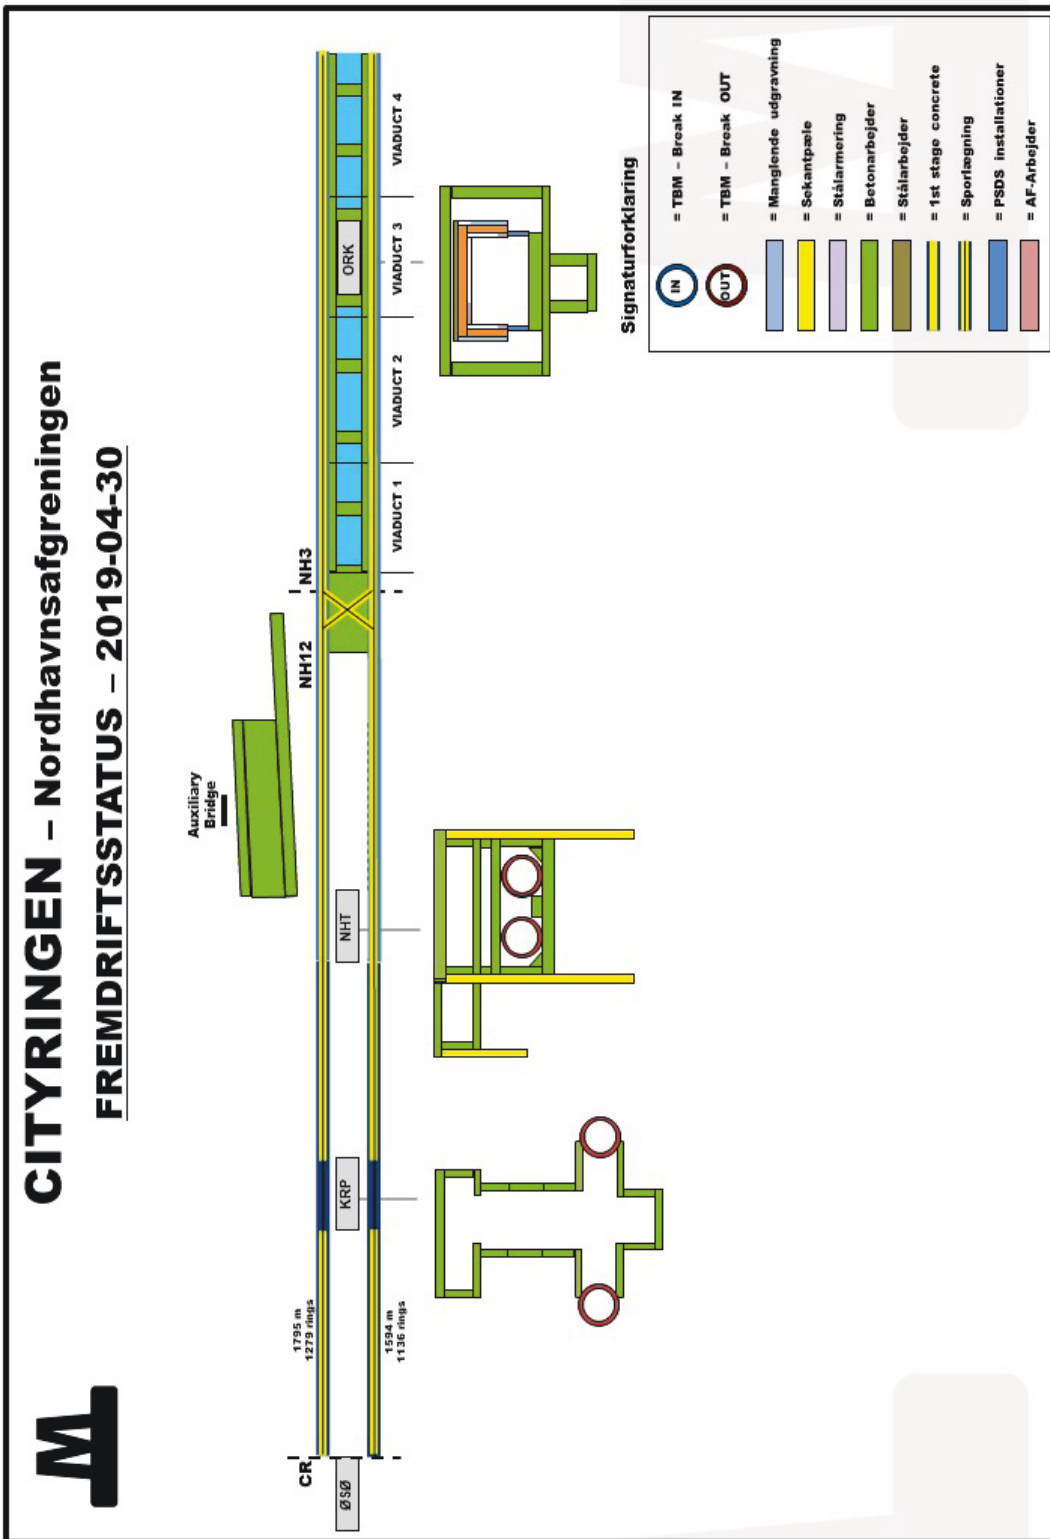 CITYRINGEN – Nordhavnsafgreningen
FREMDRIFTSSTATUS – 2019-04-30
M
Auxiliary
Bridge
CR
NH12
NH3
1795 m
1279 rings
ØSØ
KRP
NHT
ORK
1594 m
1136 rings
VIADUCT 1
VIADUCT 2
VIADUCT 3
VIADUCT 4
Signaturforklaring
IN = TBM – Break IN
OUT = TBM – Break OUT
= Manglende udgravning
= Sekantpæle
= Stålarmering
= Betonarbejder
= Stålarbejder
= 1st stage concrete
= Sporlægning
= PSDS installationer
= AF-Arbejder